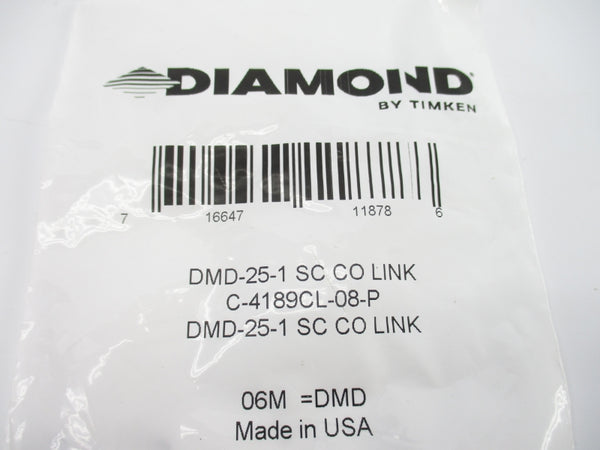 DIAMOND
BY TIMKEN
7 16647 11878 6
DMD-25-1 SC CO LINK
C-4189CL-08-P
DMD-25-1 SC CO LINK
06M =DMD
Made in USA